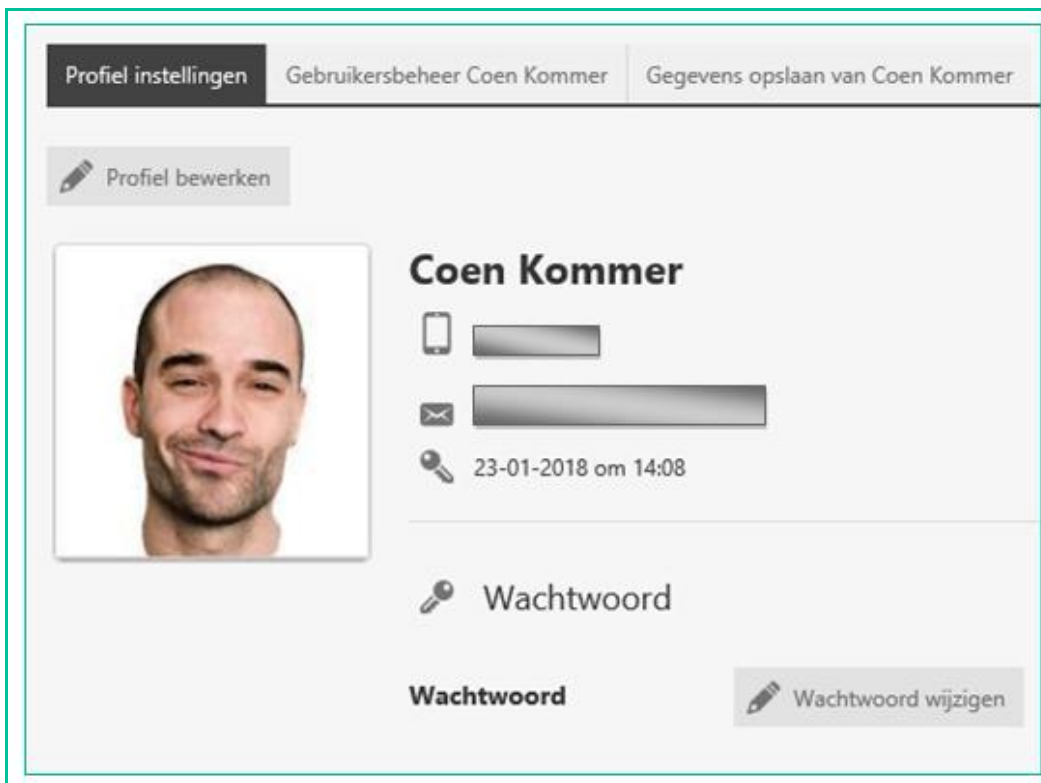 Profiel instellingen Gebruikersbeheer Coen Kommer Gegevens opslaan van Coen Kommer
Profiel bewerken
Coen Kommer
23-01-2018 om 14:08
Wachtwoord
Wachtwoord Wachtwoord wijzigen